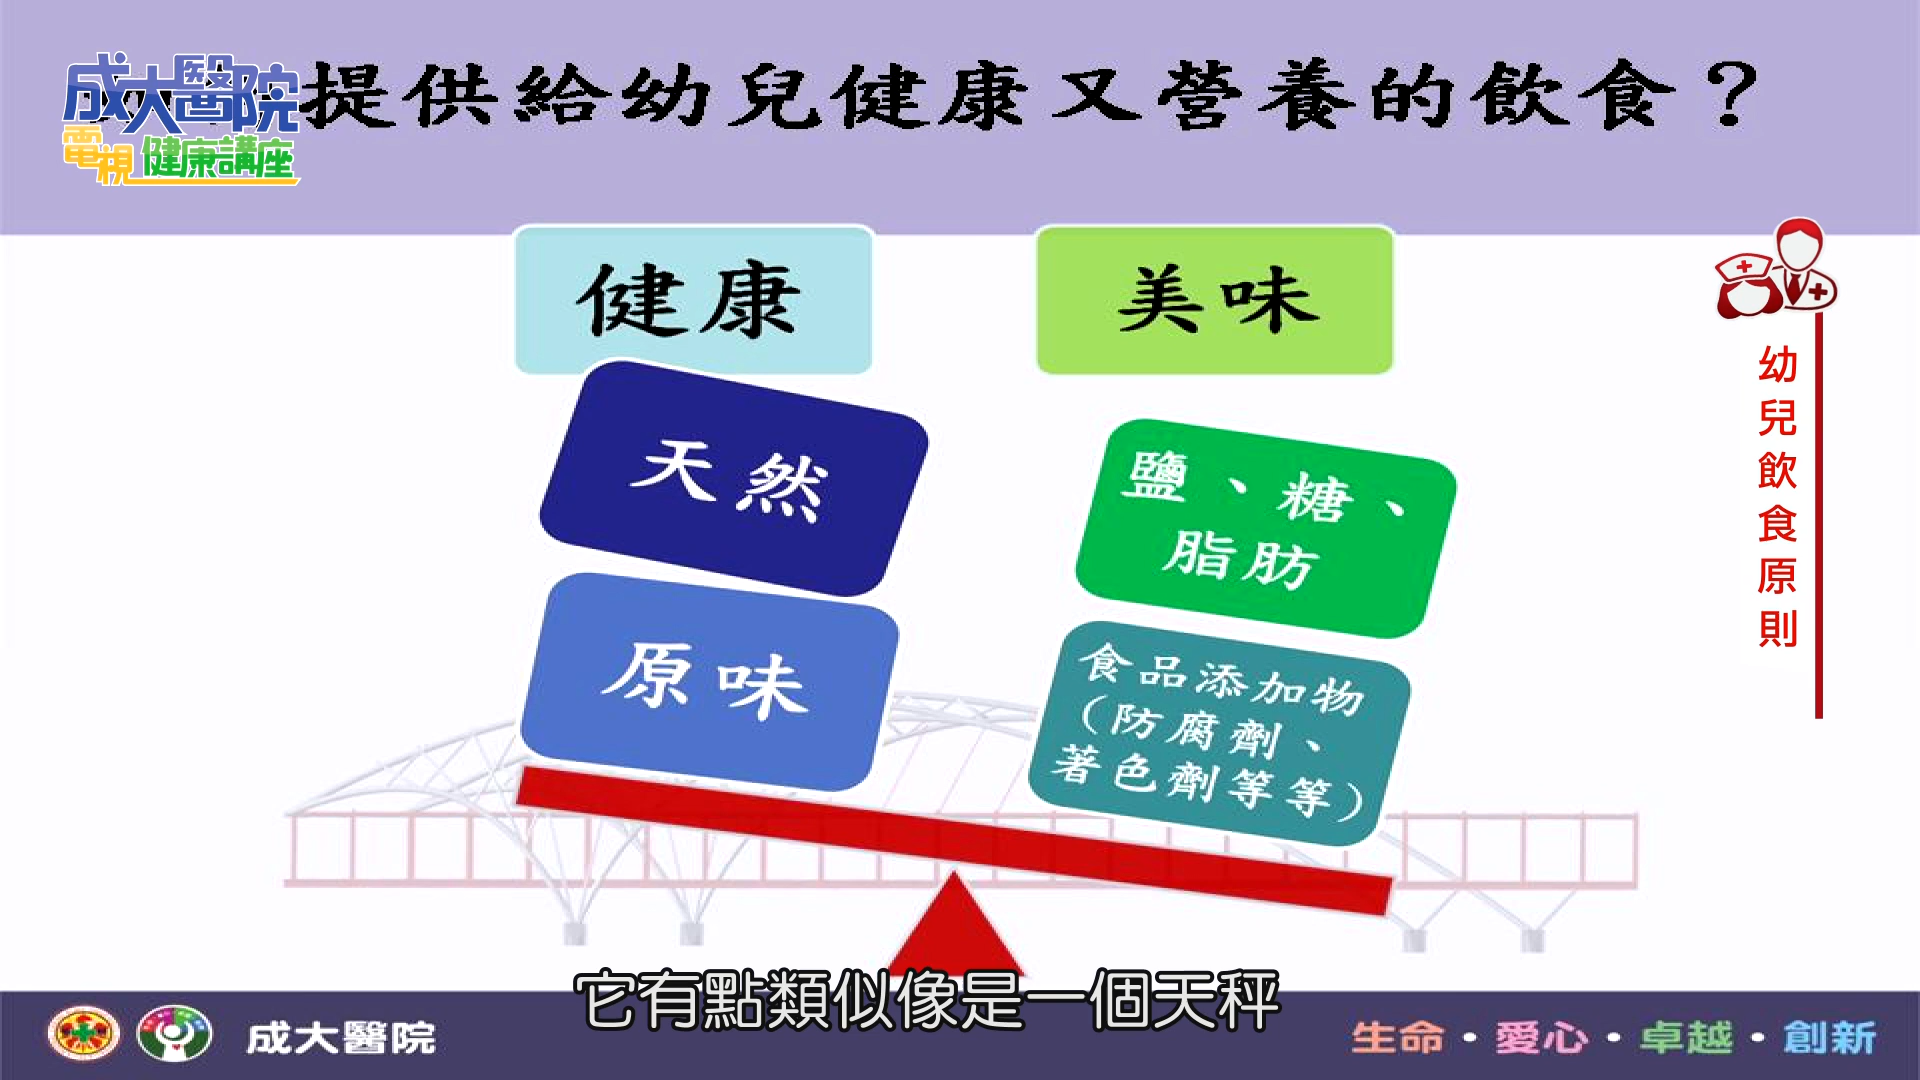 成大醫院
電視健康講座
提供給幼兒健康又營養的飲食？
健康
美味
天然
鹽、糖、
脂肪
原味
食品添加物
（防腐劑、
著色劑等等）
幼兒飲食原則
它有點類似像是一個天秤
成大醫院
生命・愛心・卓越・創新